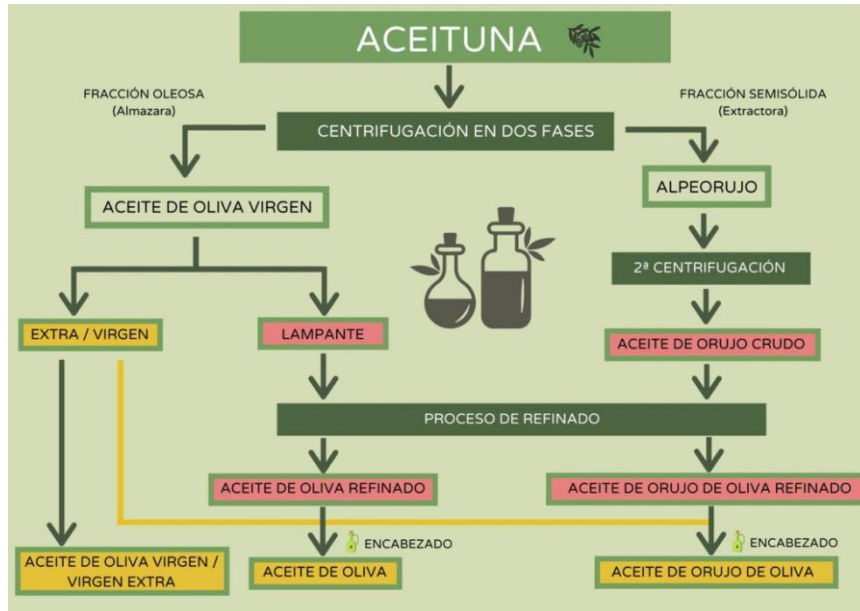 ACEITUNA
FRACCIÓN OLEOSA
(Almazara)
FRACCIÓN SEMISÓLIDA
(Extractora)
CENTRIFUGACIÓN EN DOS FASES
ACEITE DE OLIVA VIRGEN
ALPEORUJO
2ª CENTRIFUGACIÓN
EXTRA / VIRGEN
LAMPANTE
ACEITE DE ORUJO CRUDO
PROCESO DE REFINADO
ACEITE DE OLIVA REFINADO
ACEITE DE ORUJO DE OLIVA REFINADO
ENCABEZADO
ENCABEZADO
ACEITE DE OLIVA VIRGEN /
VIRGEN EXTRA
ACEITE DE OLIVA
ACEITE DE ORUJO DE OLIVA